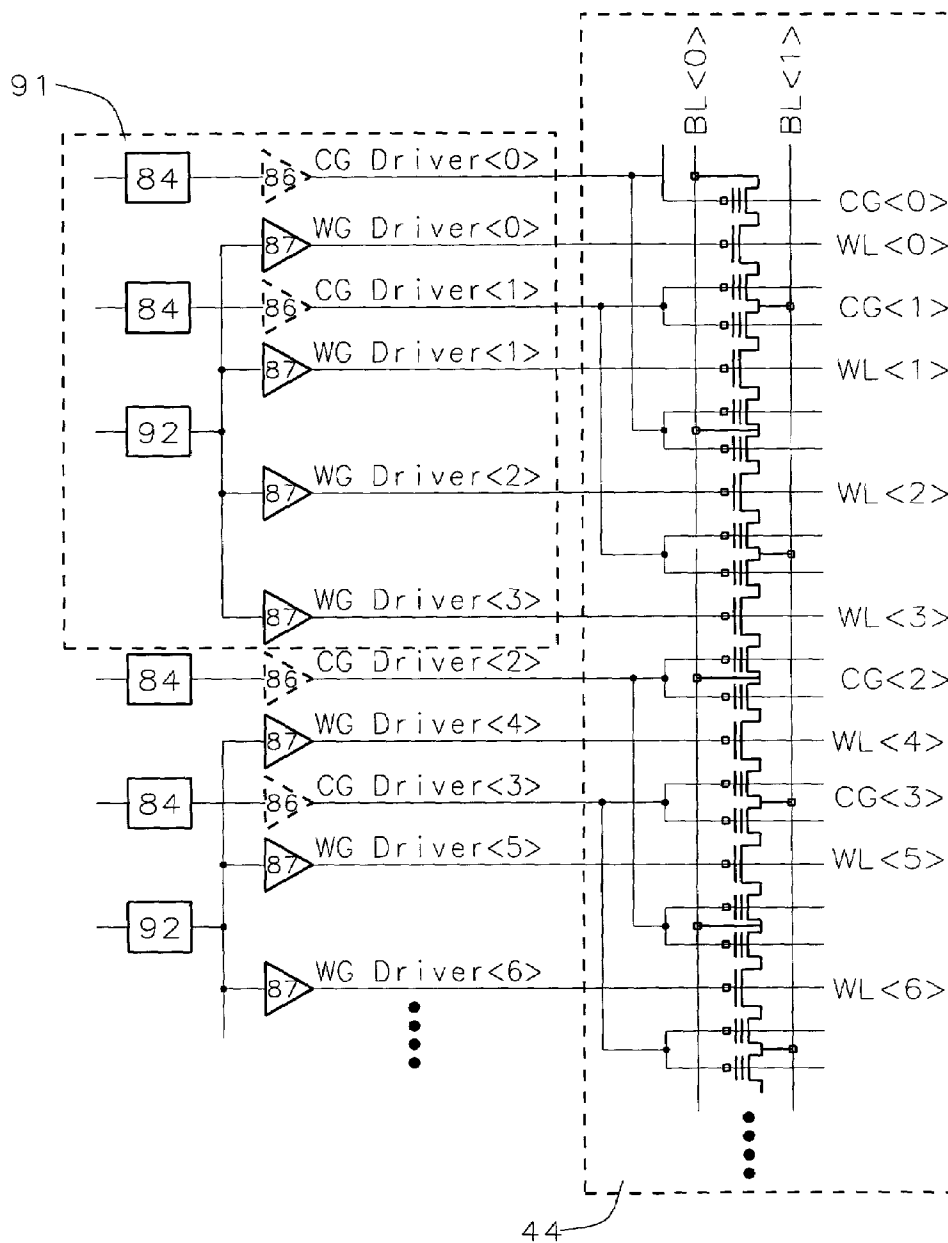 BL<0>
BL<1>
91
84
86
CG Driver<0>
CG<0>
87
WG Driver<0>
WL<0>
84
86
CG Driver<1>
CG<1>
87
WG Driver<1>
WL<1>
92
87
WG Driver<2>
WL<2>
87
WG Driver<3>
WL<3>
84
86
CG Driver<2>
CG<2>
87
WG Driver<4>
WL<4>
84
86
CG Driver<3>
CG<3>
87
WG Driver<5>
WL<5>
92
87
WG Driver<6>
WL<6>
44